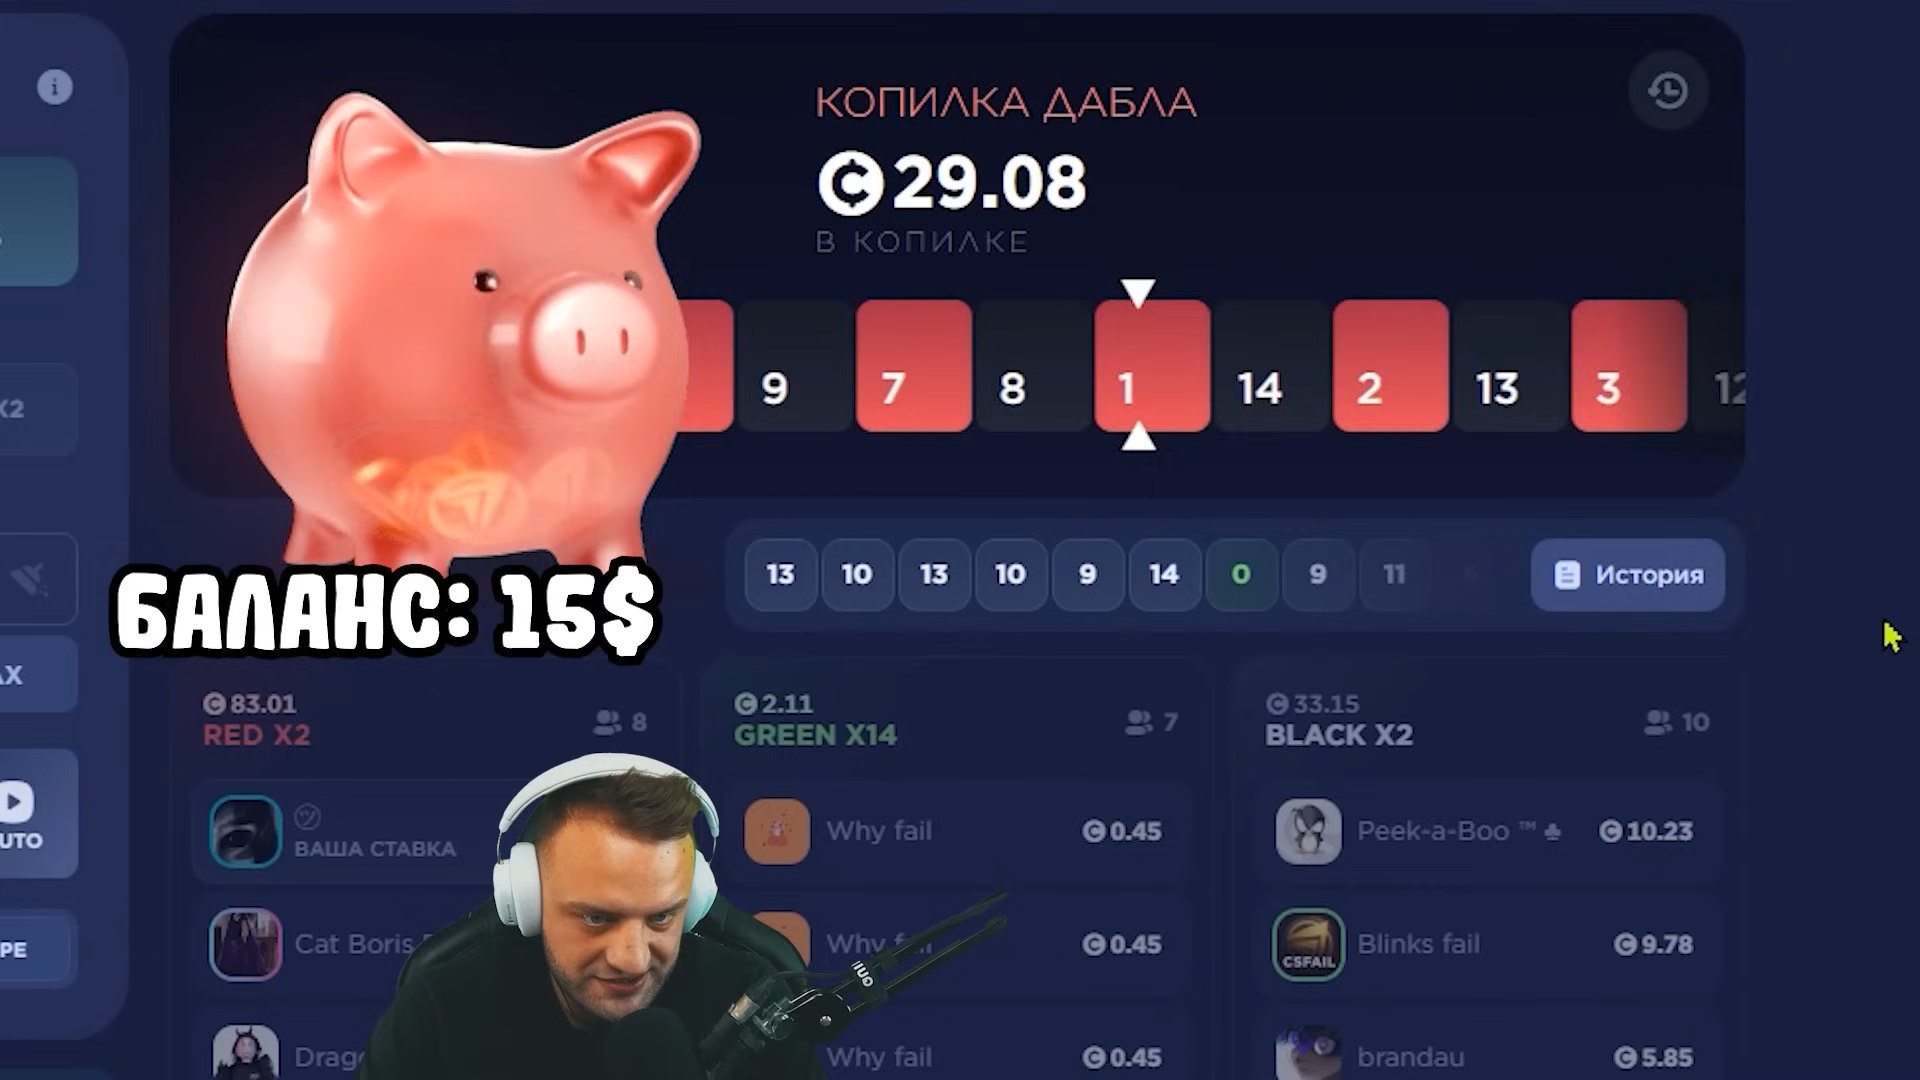 КОПИЛКА ДАБЛА
29.08
В КОПИЛКЕ
9 7 8 1 14 2 13 3 12
X2
13 10 13 10 9 14 0 9 11
История
БАЛАНС: 15$
83.01
RED X2
8
2.11
GREEN X14
7
33.15
BLACK X2
10
ВАША СТАВКА
Why fail 0.45
Peek-a-Boo ™ ♣ 10.23
Cat Boris
Why 0.45
CSFAIL
Blinks fail 9.78
Why fail 0.45
brandau 5.85